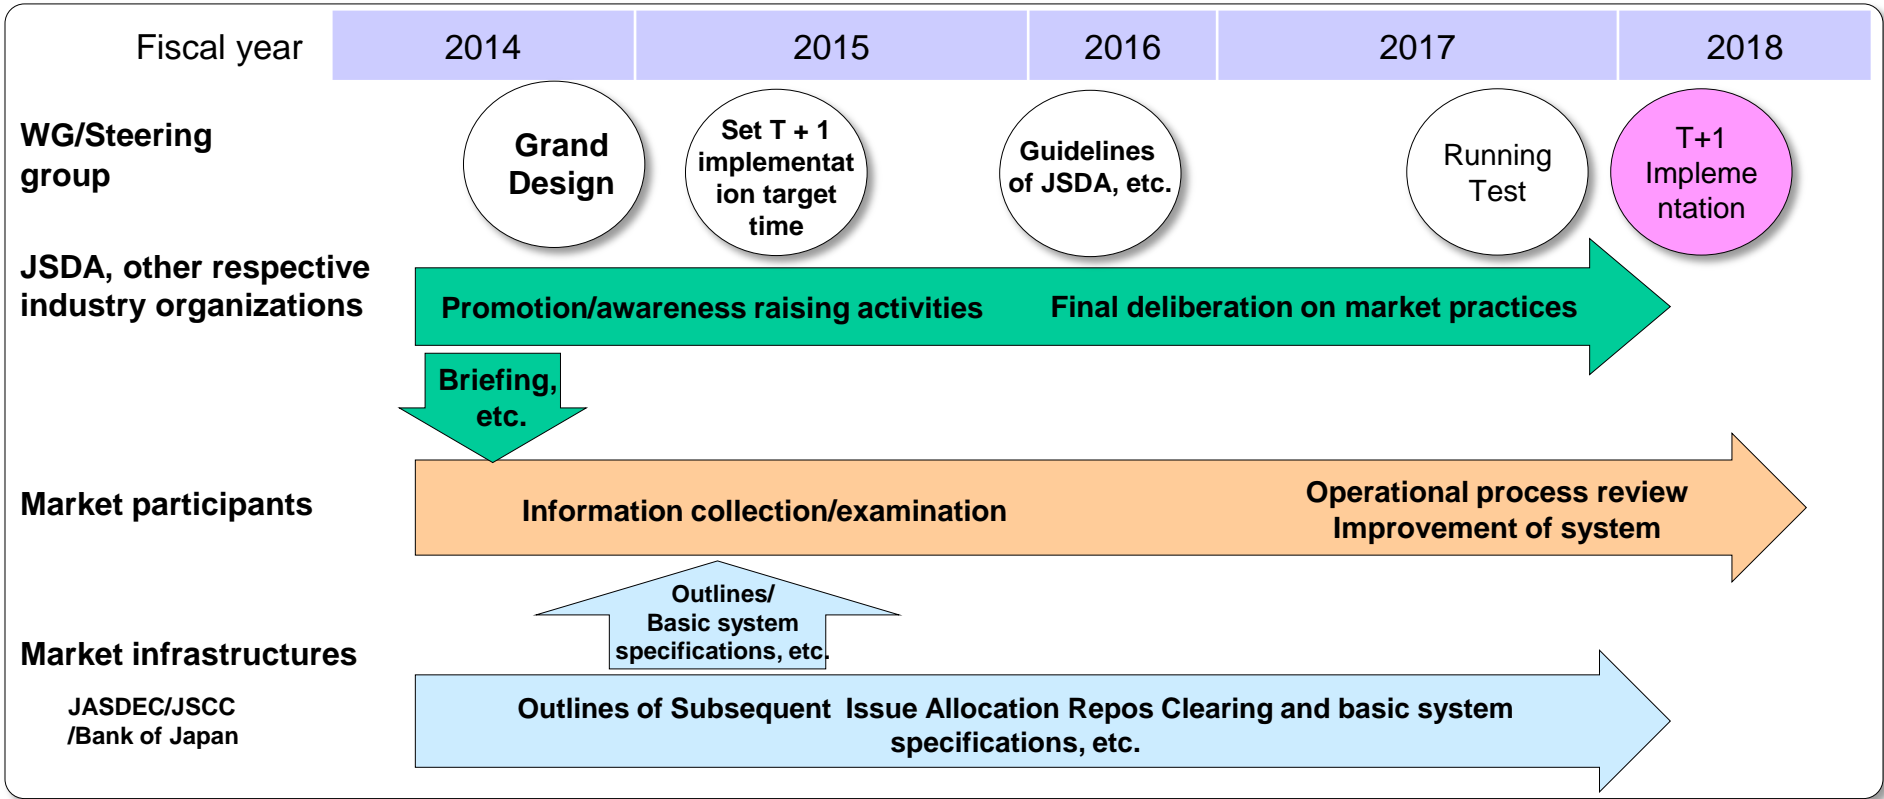 Fiscal year 2014 2015 2016 2017 2018
WG/Steering
group
Grand
Design
Set T + 1
implementat
ion target
time
Guidelines
of JSDA, etc.
Running
Test
T+1
Impleme
ntation
JSDA, other respective
industry organizations
Promotion/awareness raising activities
Final deliberation on market practices
Briefing,
etc.
Market participants
Information collection/examination
Operational process review
Improvement of system
Outlines/
Basic system
specifications, etc.
Market infrastructures
JASDEC/JSCC
/Bank of Japan
Outlines of Subsequent Issue Allocation Repos Clearing and basic system
specifications, etc.